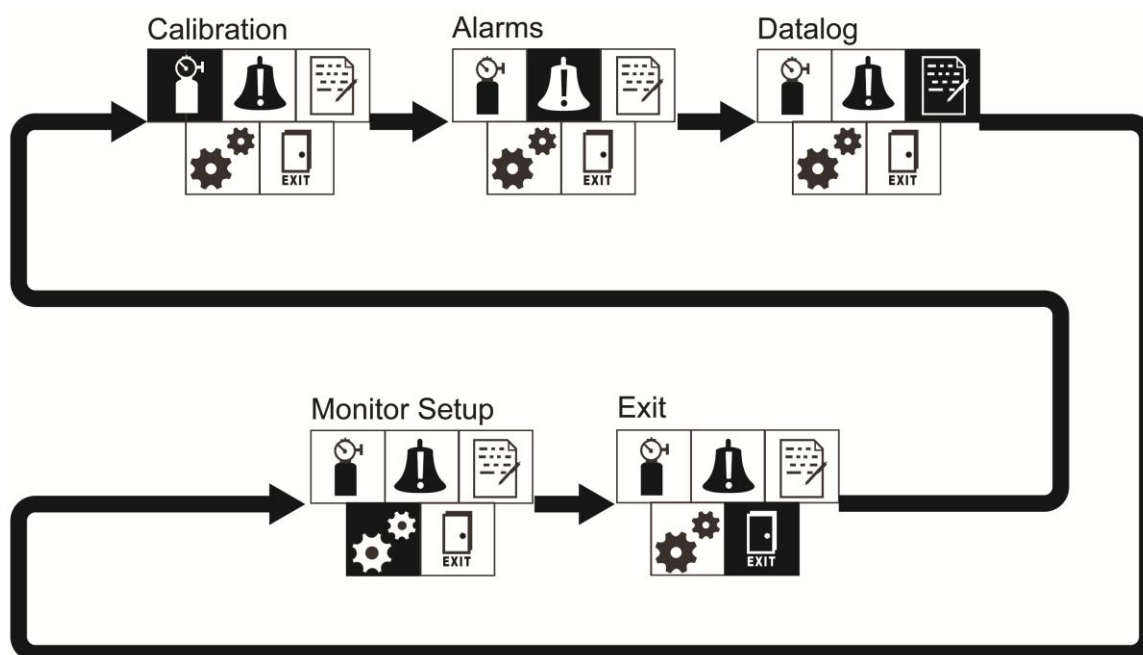 Calibration
Alarms
Datalog
EXIT
EXIT
EXIT
Monitor Setup
Exit
EXIT
EXIT